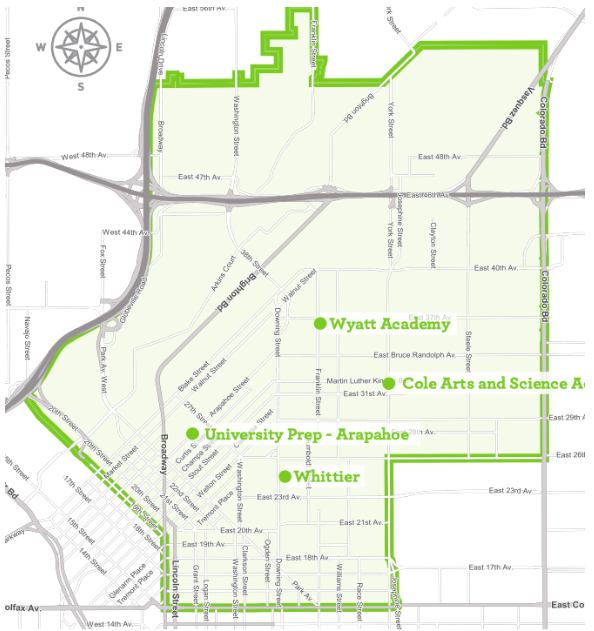 N
East 56th Av.
W
E
S
Pecos Street
Lincoln Drive
Franklin Street
Broadway
Washington Street
Brighton Bd.
York Street
Vasquez Bd.
Colorado Bd.
West 48th Av.
East 48th Av.
East 47th Av.
East 46th Av.
Josephine Street
York Street
Clayton Street
West 44th Av.
Fox Street
38th Street
Arkins Court
Brighton Bd.
Walnut Street
East 40th Av.
Colorado Bd.
Pecos Street
Globeville Road
Navajo Street
Downing Street
East 37th Av.
Wyatt Academy
Steele Street
Park Av. West
East Bruce Randolph Av.
Blake Street
Walnut Street
Franklin Street
Martin Luther King
East 31st Av.
Cole Arts and Science A
27th
Arapahoe Street
20th Street
East 29th
University Prep - Arapahoe
Broadway
Curtis
Champa
Stout Street
20th Street
Market Street
East 26th
Whittier
Welton Street
Washington Street
17th Street
22nd Street
Tremont Place
East 23rd Av.
East 23rd Av.
20th Street
21st Street
18th Street
15th Street
East 21st Av.
East 20th Av.
14th Street
East 19th Av.
Ogden Street
Clarkson Street
East 18th Av.
East 17th Av.
Glenarm Place
Tremont Place
Lincoln Street
Grant Street
Logan Street
Washington Street
Downing Street
Park Av.
Williams Street
Race Street
olfax Av.
East Co
West 14th Av.